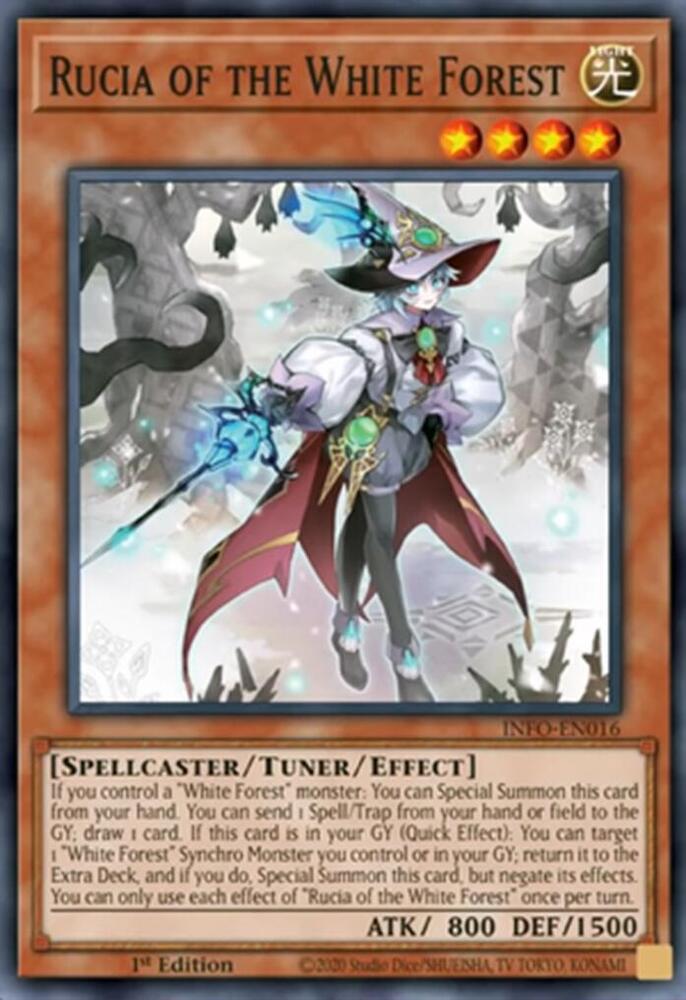 RUCIA OF THE WHITE FOREST
LIGHT
光
INFO-EN016
[SPELLCASTER/TUNER/EFFECT]
If you control a "White Forest" monster: You can Special Summon this card
from your hand. You can send 1 Spell/Trap from your hand or field to the
GY; draw 1 card. If this card is in your GY (Quick Effect): You can target
1 "White Forest" Synchro Monster you control or in your GY; return it to the
Extra Deck, and if you do, Special Summon this card, but negate its effects.
You can only use each effect of "Rucia of the White Forest" once per turn.
ATK/ 800 DEF/1500
1st Edition ©2020 Studio Dice/SHUEISHA, TV TOKYO, KONAMI